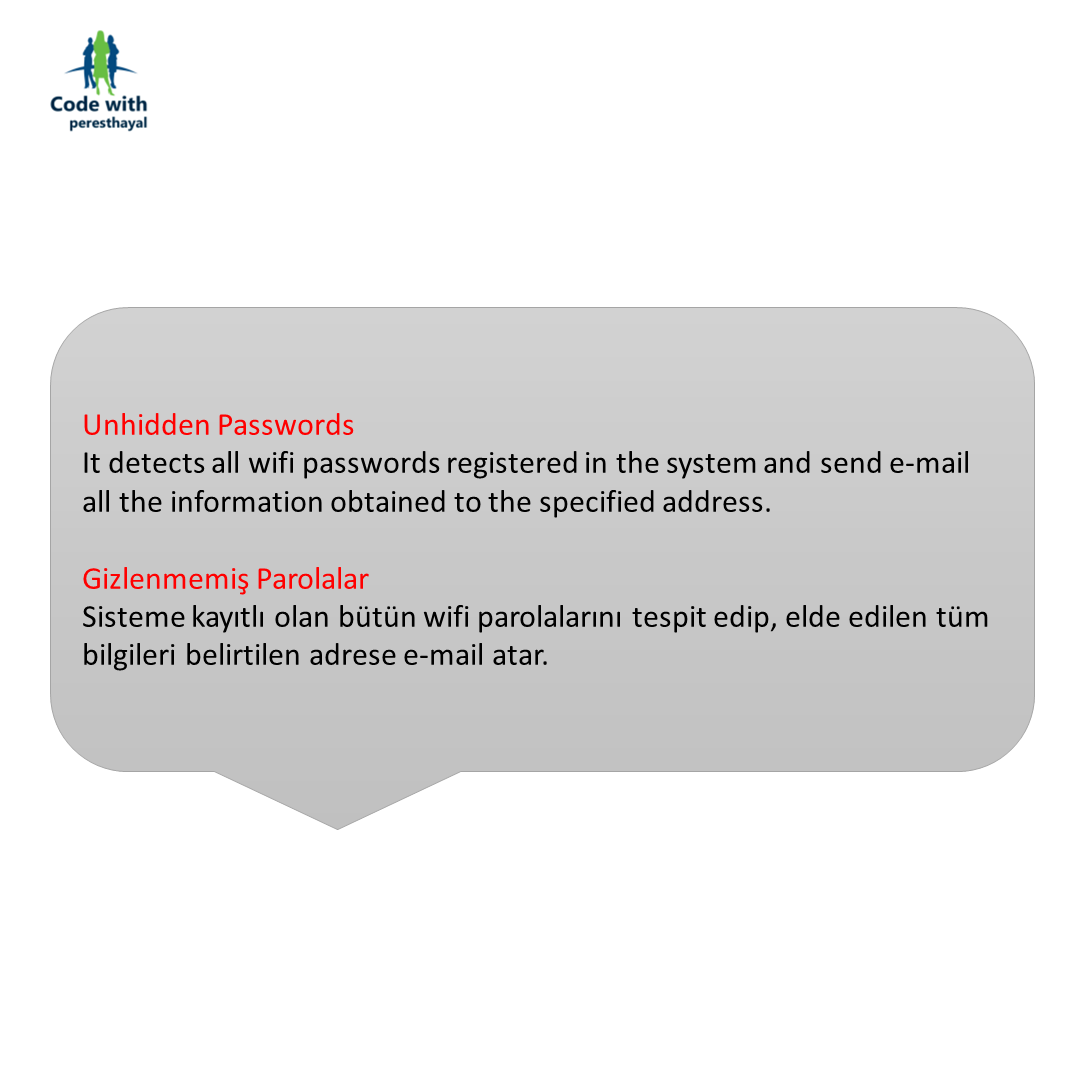 Code with
peresthayal
Unhidden Passwords
It detects all wifi passwords registered in the system and send e-mail
all the information obtained to the specified address.
Gizlenmemiş Parolalar
Sisteme kayıtlı olan bütün wifi parolalarını tespit edip, elde edilen tüm
bilgileri belirtilen adrese e-mail atar.